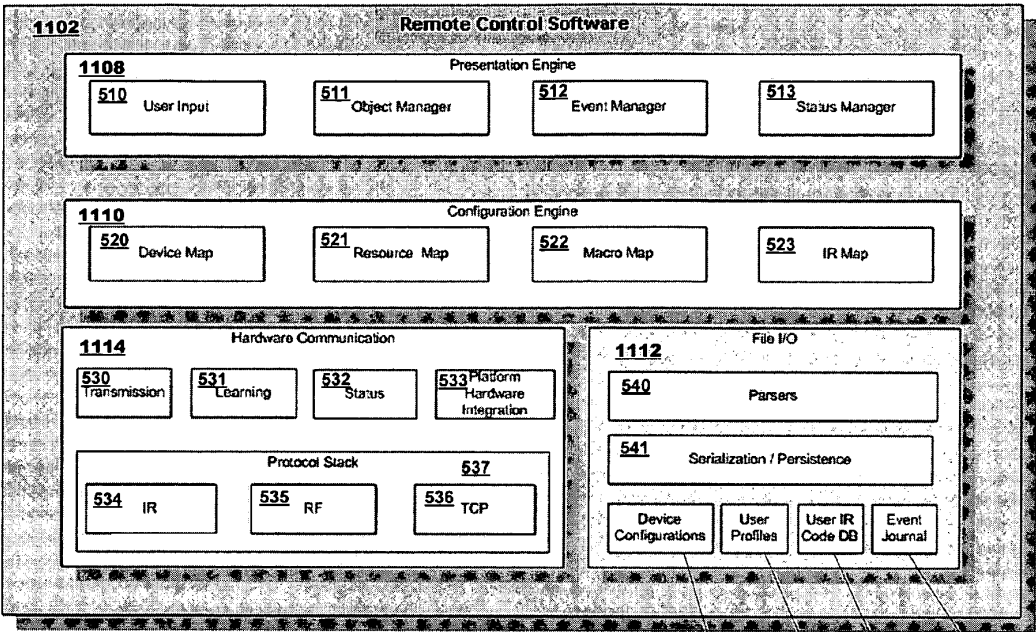 1102 Remote Control Software
1108 Presentation Engine
510 User Input
511 Object Manager
512 Event Manager
513 Status Manager
1110 Configuration Engine
520 Device Map
521 Resource Map
522 Macro Map
523 IR Map
1114 Hardware Communication
530 Transmission
531 Learning
532 Status
533 Platform
Hardware
Integration
Protocol Stack 537
534 IR
535 RF
536 TCP
File I/O
1112
540 Parsers
541 Serialization / Persistence
Device
Configurations
User
Profiles
User IR
Code DB
Event
Journal